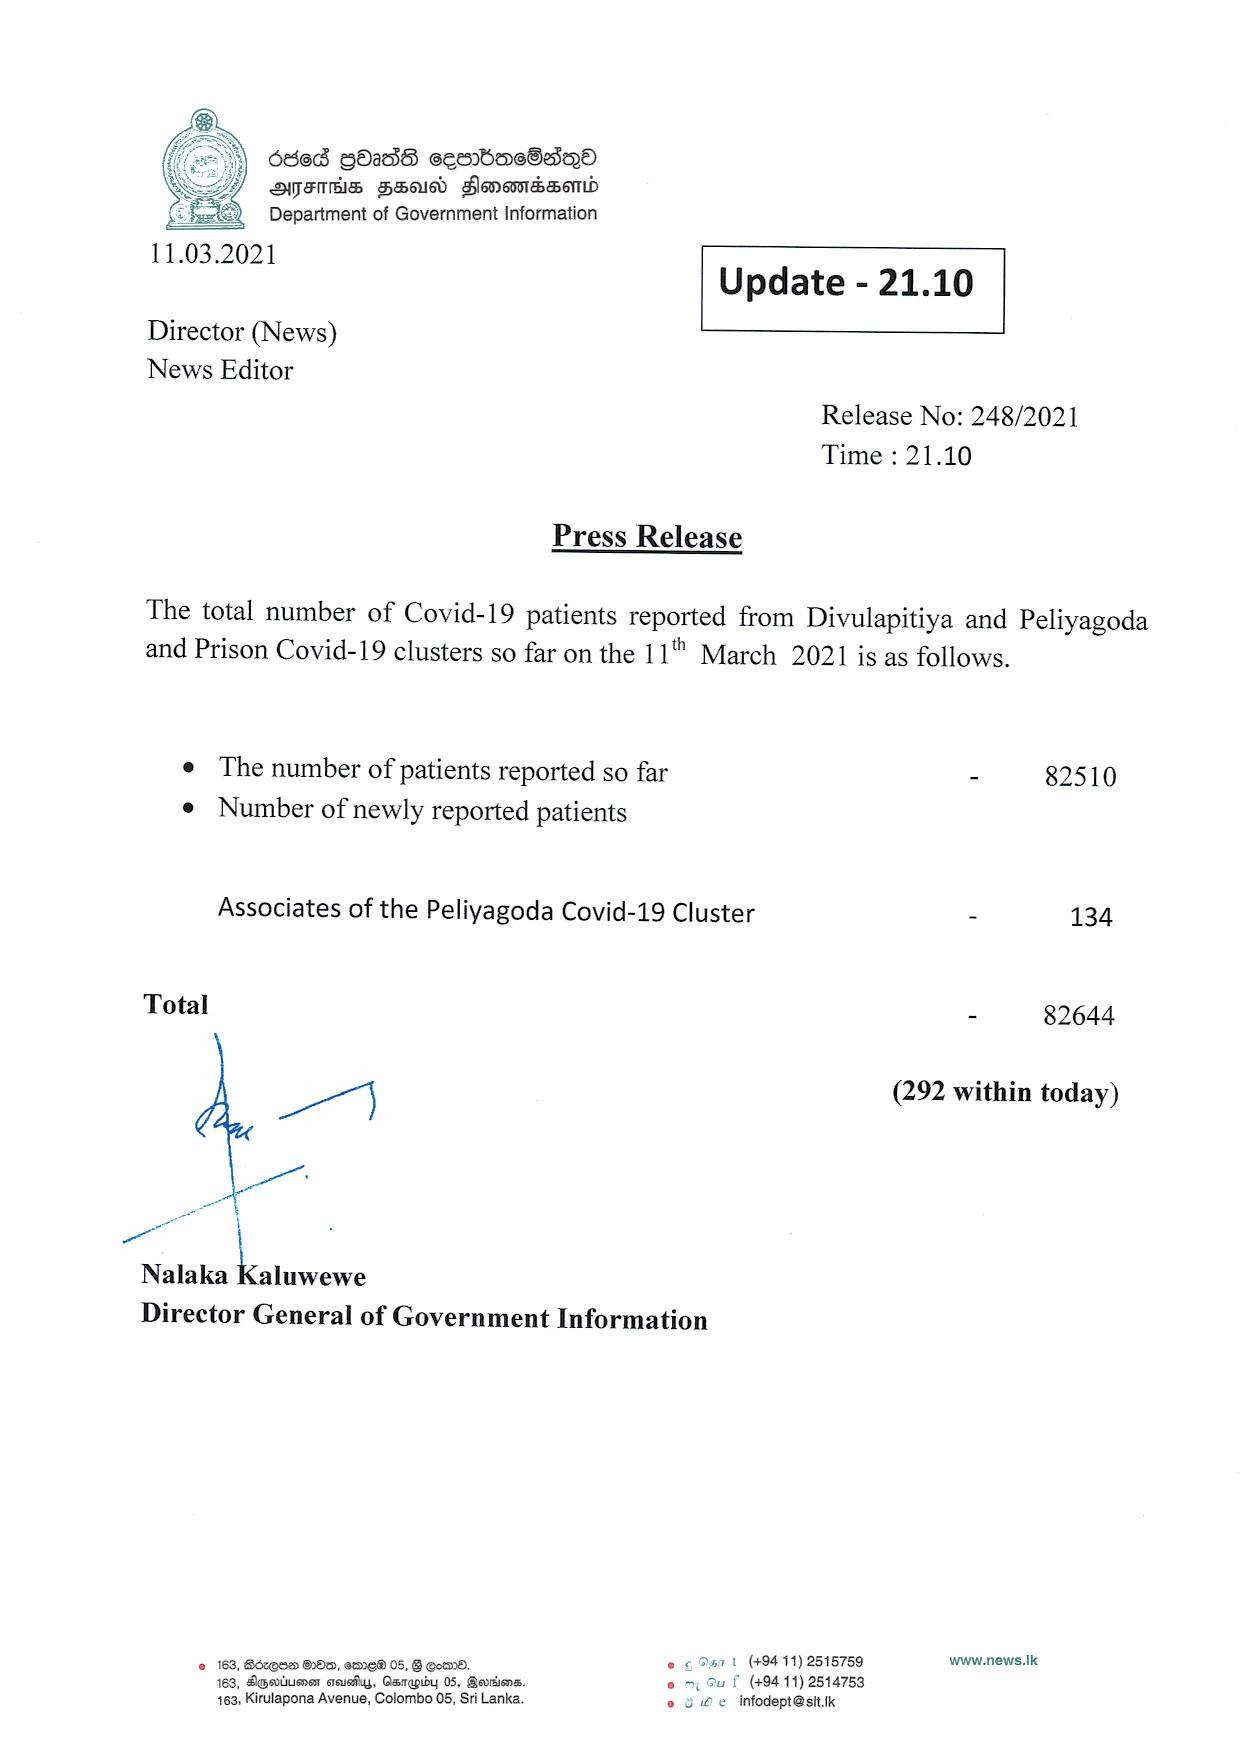 රජයේ ප්‍රවෘත්ති දෙපාර්තමේන්තුව
அரசாங்க தகவல் திணைக்களம்
Department of Government Information
11.03.2021
Update - 21.10
Director (News)
News Editor
Release No: 248/2021
Time : 21.10
Press Release
The total number of Covid-19 patients reported from Divulapitiya and Peliyagoda
and Prison Covid-19 clusters so far on the 11th March 2021 is as follows.
• The number of patients reported so far - 82510
• Number of newly reported patients
Associates of the Peliyagoda Covid-19 Cluster - 134
Total - 82644
(292 within today)
Nalaka Kaluwewe
Director General of Government Information
163, කිරුලපන මාවත, කොළඹ 05, ශ්‍රී ලංකාව.
163, கிருலப்பனை எவனியூ, கொழும்பு 05, இலங்கை.
163, Kirulapona Avenue, Colombo 05, Sri Lanka.
දු தொ t (+94 11) 2515759
ෆැ பெ f (+94 11) 2514753
ඊ மி e infodept@slt.lk
www.news.lk